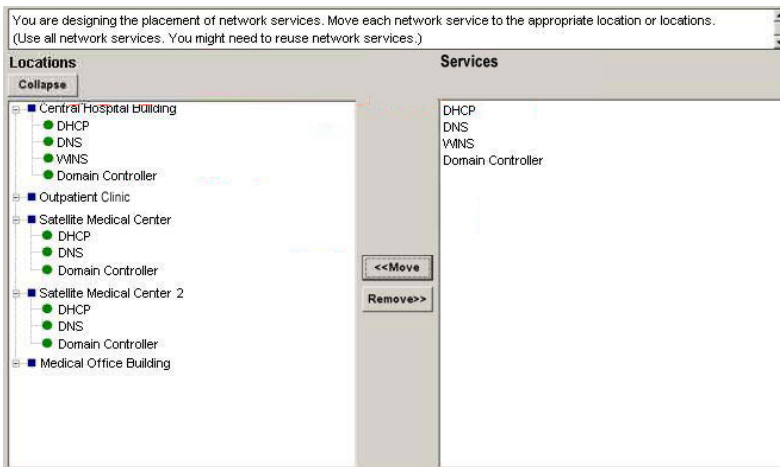 You are designing the placement of network services. Move each network service to the appropriate location or locations.
(Use all network services. You might need to reuse network services.)
Locations
Services
Collapse
Central Hospital Building
DHCP
DNS
WINS
Domain Controller
Outpatient Clinic
Satellite Medical Center
DHCP
DNS
Domain Controller
Satellite Medical Center 2
DHCP
DNS
Domain Controller
Medical Office Building
<<Move
Remove>>
DHCP
DNS
WINS
Domain Controller